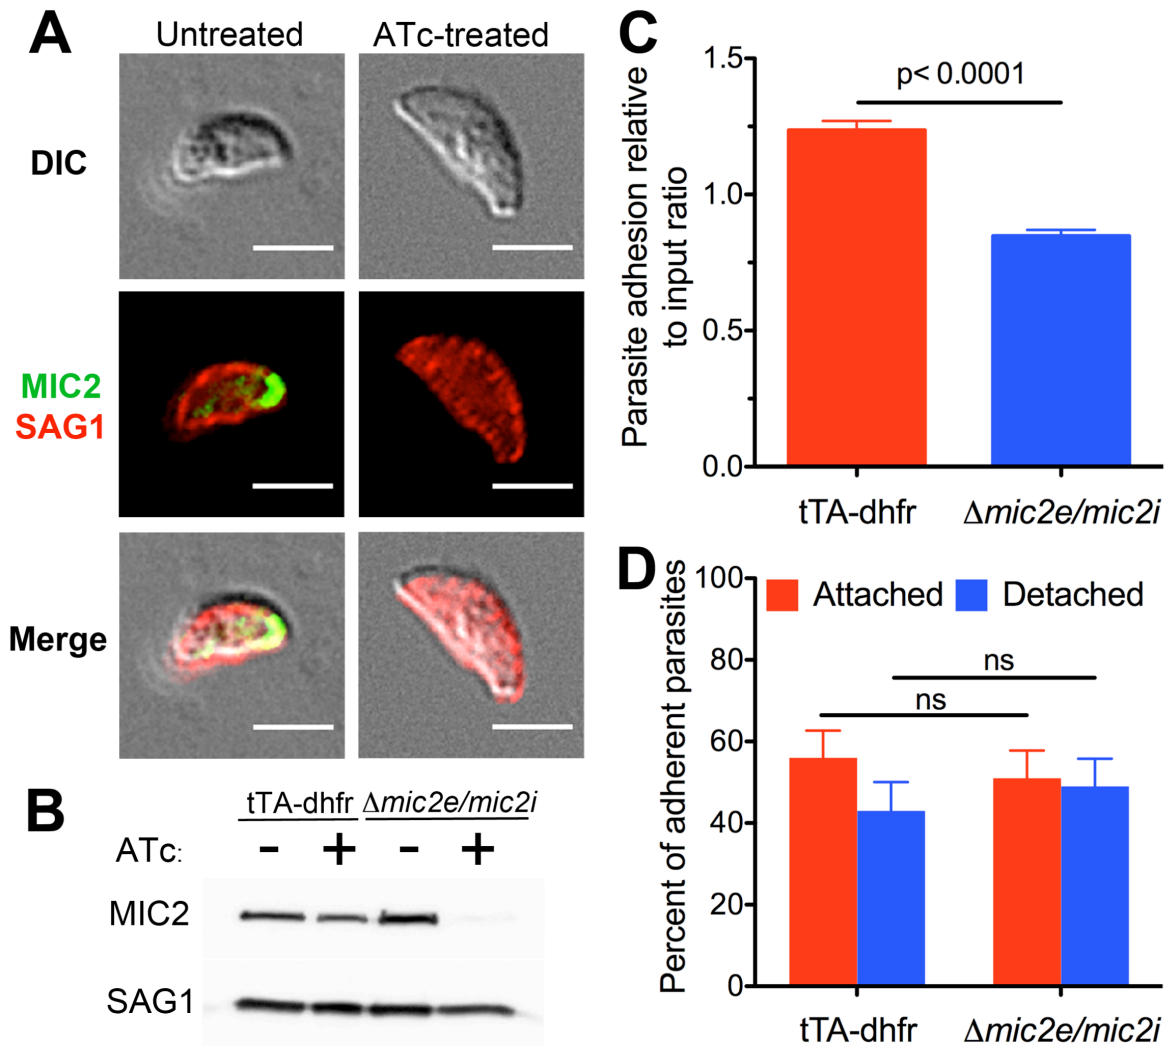 A
Untreated
ATc-treated
DIC
MIC2
SAG1
Merge
B
tTA-dhfr
Δmic2e/mic2i
ATc:
-
+
-
+
MIC2
SAG1
C
Parasite adhesion relative
to input ratio
1.5
1.0
0.5
0.0
p< 0.0001
tTA-dhfr
Δmic2e/mic2i
D
Percent of adherent parasites
100
80
60
40
20
0
Attached
Detached
ns
ns
tTA-dhfr
Δmic2e/mic2i